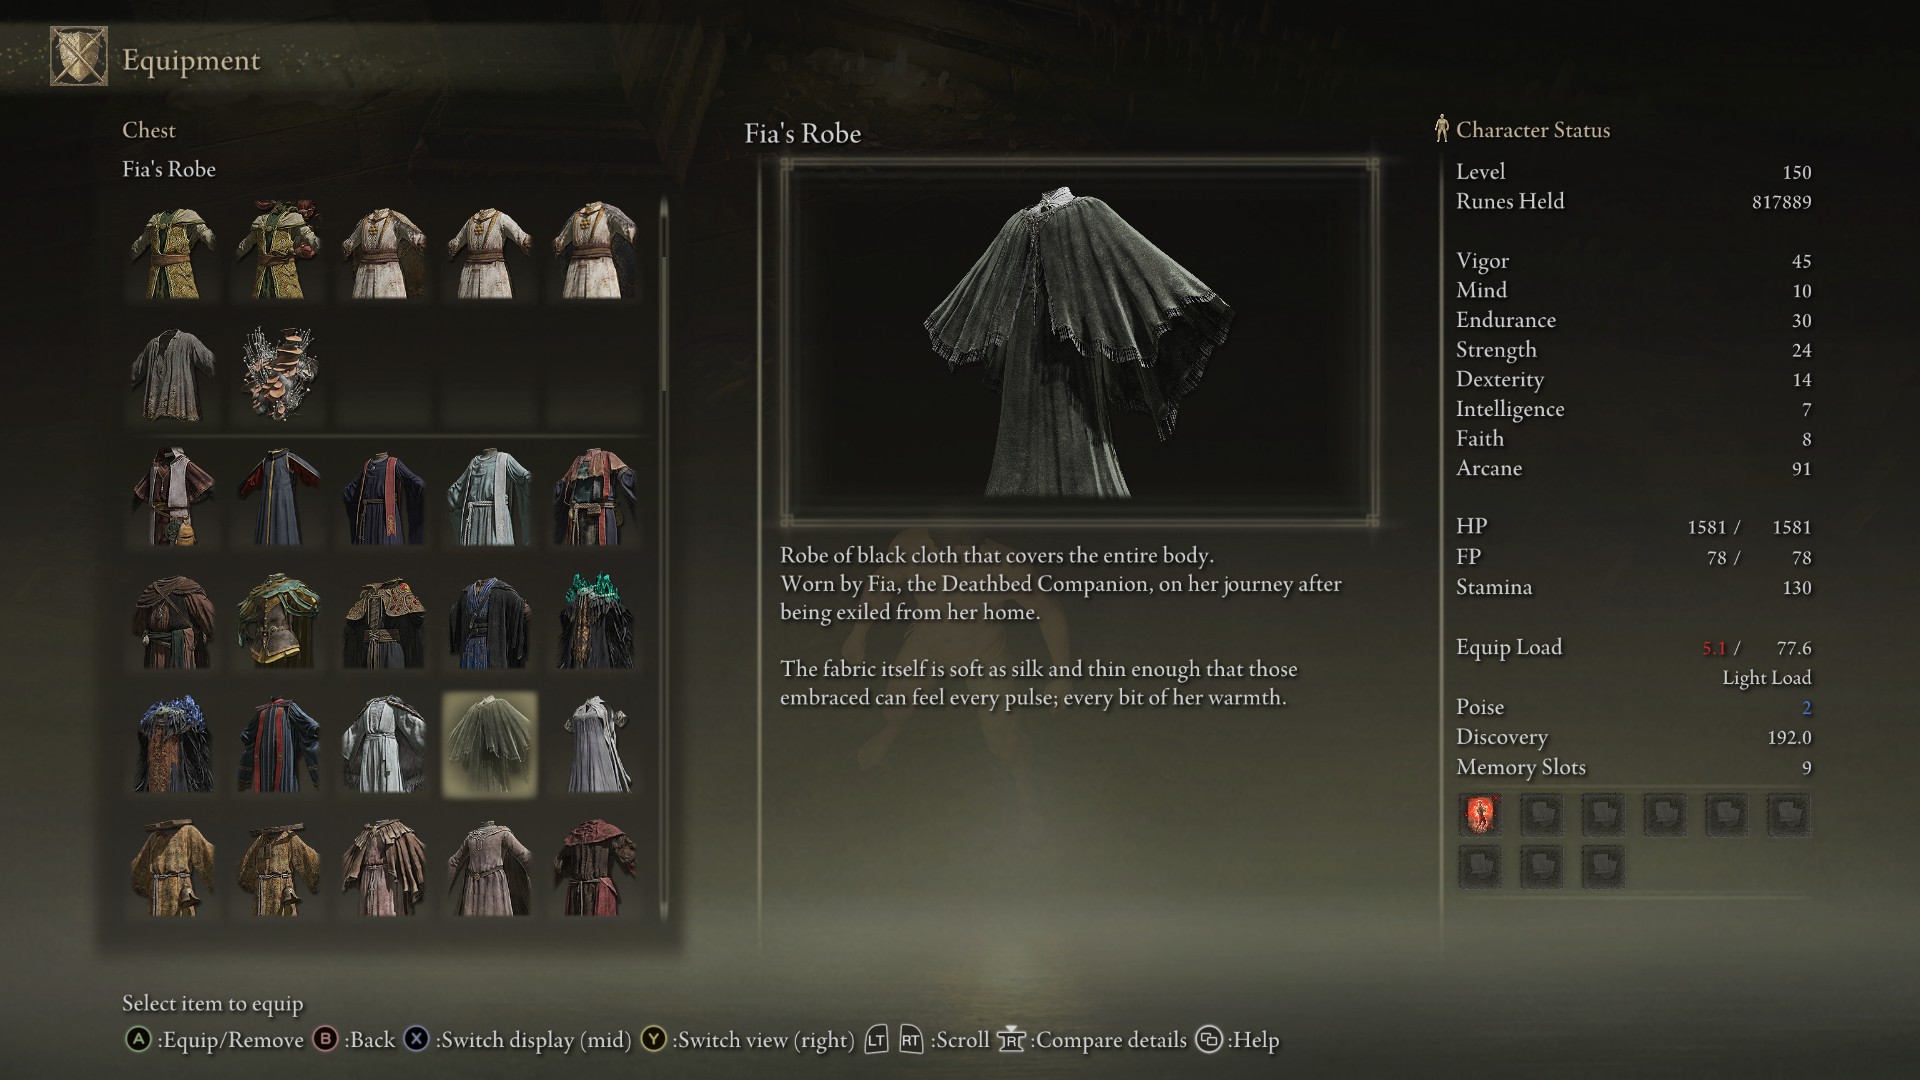 Equipment
Chest
Fia's Robe
Fia's Robe
Robe of black cloth that covers the entire body.
Worn by Fia, the Deathbed Companion, on her journey after
being exiled from her home.
The fabric itself is soft as silk and thin enough that those
embraced can feel every pulse; every bit of her warmth.
Character Status
Level 150
Runes Held 817889
Vigor 45
Mind 10
Endurance 30
Strength 24
Dexterity 14
Intelligence 7
Faith 8
Arcane 91
HP 1581 / 1581
FP 78 / 78
Stamina 130
Equip Load 5.1 / 77.6
Light Load
Poise 2
Discovery 192.0
Memory Slots 9
Select item to equip
A :Equip/Remove B :Back X :Switch display (mid) Y :Switch view (right) LT RT :Scroll R :Compare details :Help